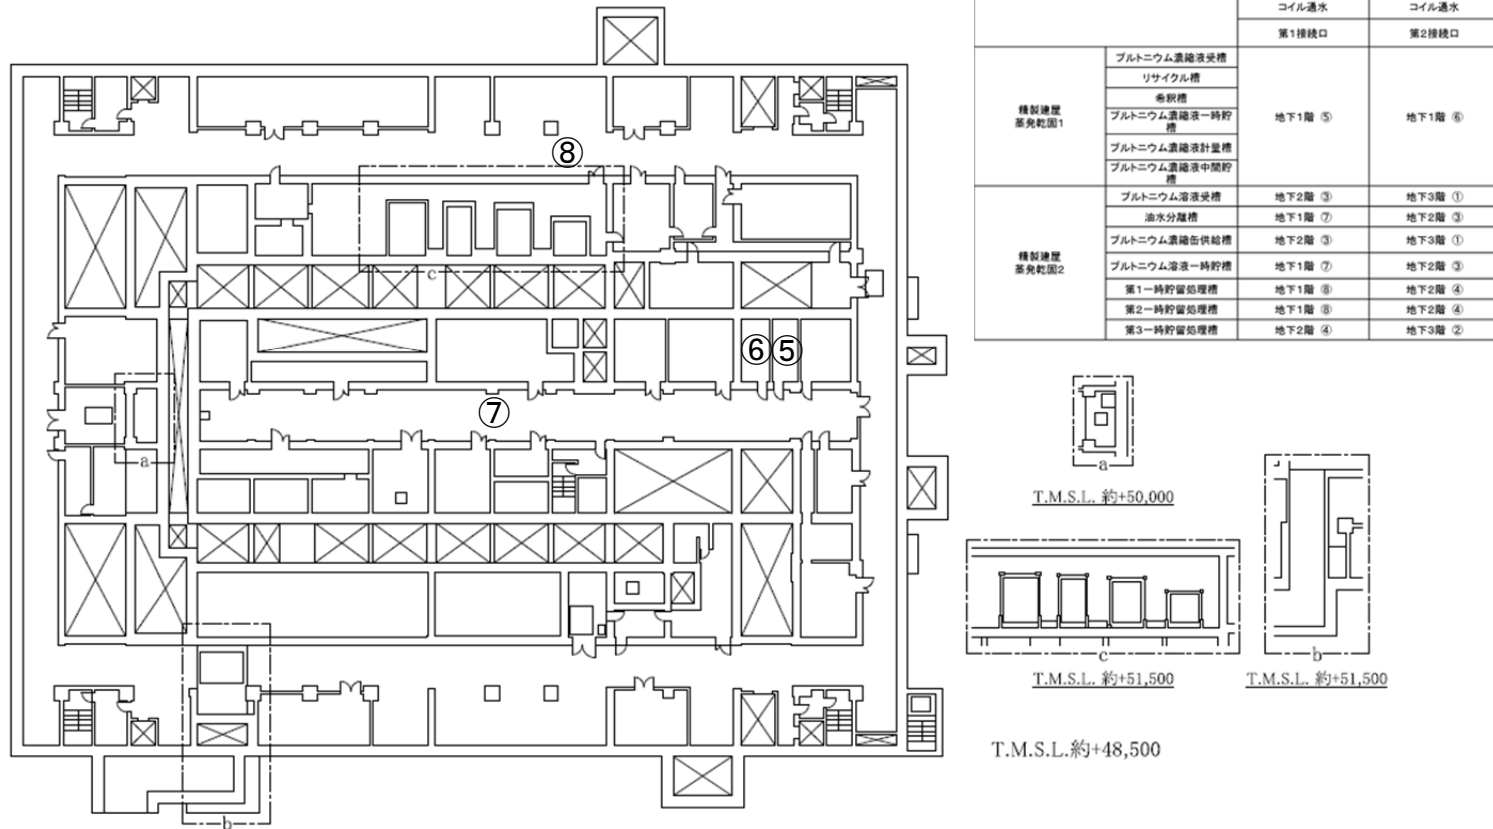 コイル通水 コイル通水
第1接続口 第2接続口
精製建屋
蒸発乾固1
プルトニウム濃縮液受槽
リサイクル槽
希釈槽
プルトニウム濃縮液一時貯
槽
プルトニウム濃縮液計量槽
プルトニウム濃縮液中間貯
槽
地下1階 ⑤ 地下1階 ⑥
精製建屋
蒸発乾固2
プルトニウム溶液受槽 地下2階 ③ 地下3階 ①
油水分離槽 地下1階 ⑦ 地下2階 ③
プルトニウム濃縮缶供給槽 地下2階 ③ 地下3階 ①
プルトニウム溶液一時貯槽 地下1階 ⑦ 地下2階 ③
第1一時貯留処理槽 地下1階 ⑧ 地下2階 ④
第2一時貯留処理槽 地下1階 ⑧ 地下2階 ④
第3一時貯留処理槽 地下2階 ④ 地下3階 ②
⑧
c
⑥ ⑤
⑦
a
b
a
T.M.S.L. 約+50,000
c
T.M.S.L. 約+51,500
b
T.M.S.L. 約+51,500
T.M.S.L.約+48,500